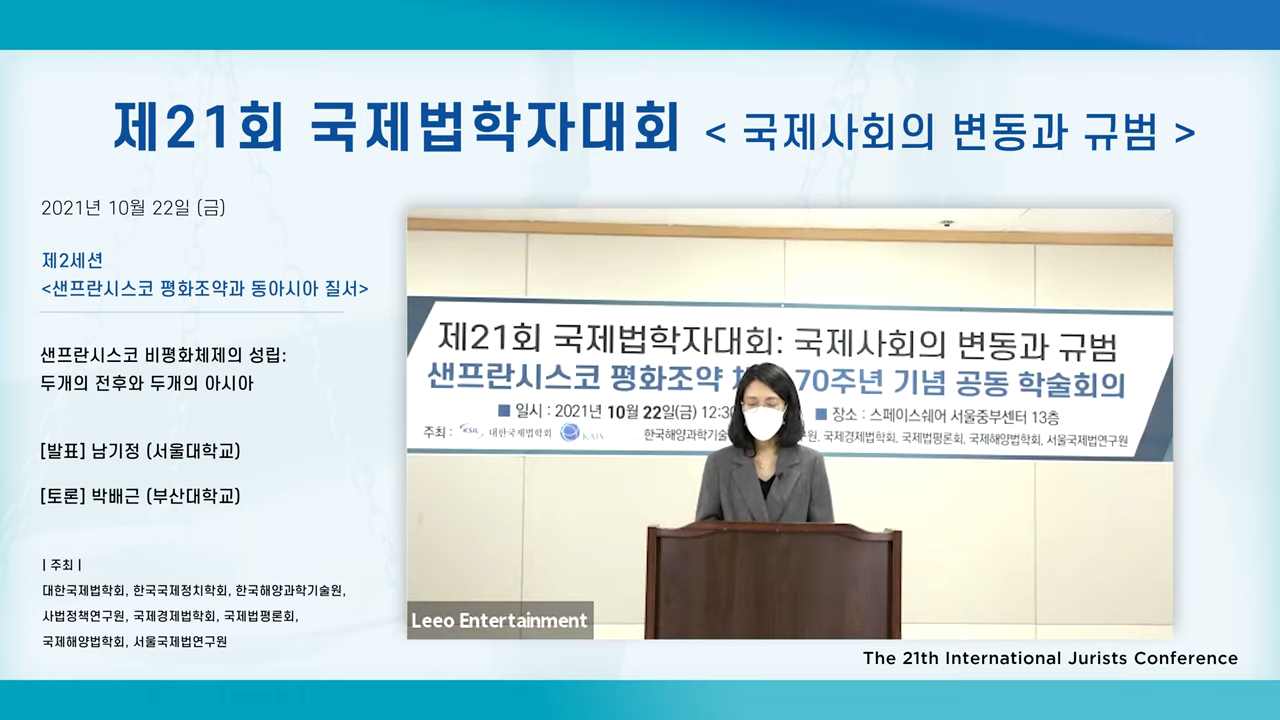 제21회 국제법학자대회 < 국제사회의 변동과 규범 >
2021년 10월 22일 (금)
제2세션
<샌프란시스코 평화조약과 동아시아 질서>
샌프란시스코 비평화체제의 성립:
두개의 전후와 두개의 아시아
[발표] 남기정 (서울대학교)
[토론] 박배근 (부산대학교)
| 주최 |
대한국제법학회, 한국국제정치학회, 한국해양과학기술원,
사법정책연구원, 국제경제법학회, 국제법평론회,
국제해양법학회, 서울국제법연구원
제21회 국제법학자대회: 국제사회의 변동과 규범
샌프란시스코 평화조약 70주년 기념 공동 학술회의
■ 일시 : 2021년 10월 22일(금) 12:30 ■ 장소 : 스페이스쉐어 서울중부센터 13층
주최 : KSIL 대한국제법학회 KAIS 한국해양과학기술 국제경제법학회, 국제법평론회, 국제해양법학회, 서울국제법연구원
Leeo Entertainment
The 21th International Jurists Conference